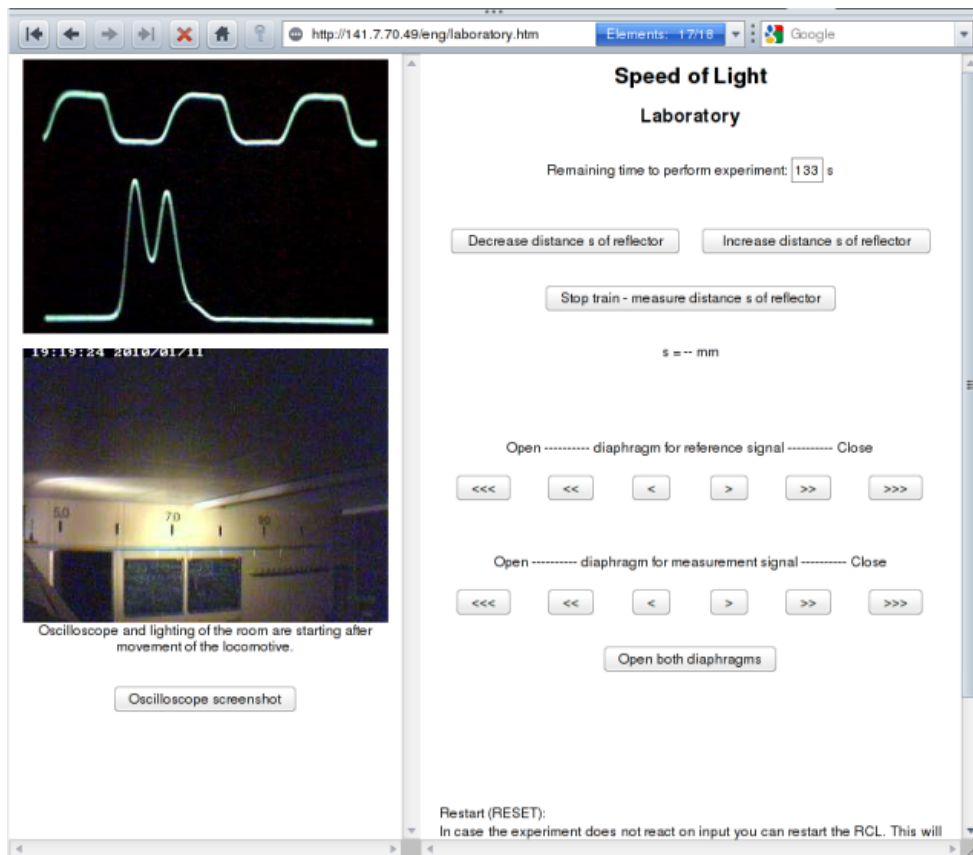 http://141.7.70.49/eng/laboratory.htm
Elements: 17/18
Google
Speed of Light
Laboratory
Remaining time to perform experiment: 133 s
Decrease distance s of reflector
Increase distance s of reflector
Stop train - measure distance s of reflector
s = -- mm
19:19:24 2010/01/11
70
Open ---------- diaphragm for reference signal ---------- Close
<<<
<<
<
>
>>
>>>
Open ---------- diaphragm for measurement signal ---------- Close
<<<
<<
<
>
>>
>>>
Open both diaphragms
Oscilloscope and lighting of the room are starting after
movement of the locomotive.
Oscilloscope screenshot
Restart (RESET):
In case the experiment does not react on input you can restart the RCL. This will